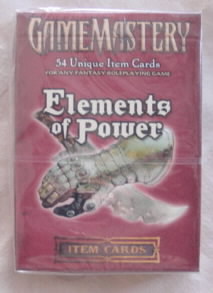 GAMEMASTERY
54 Unique Item Cards
FOR ANY FANTASY ROLEPLAYING GAME
Elements
of Power
ITEM CARDS